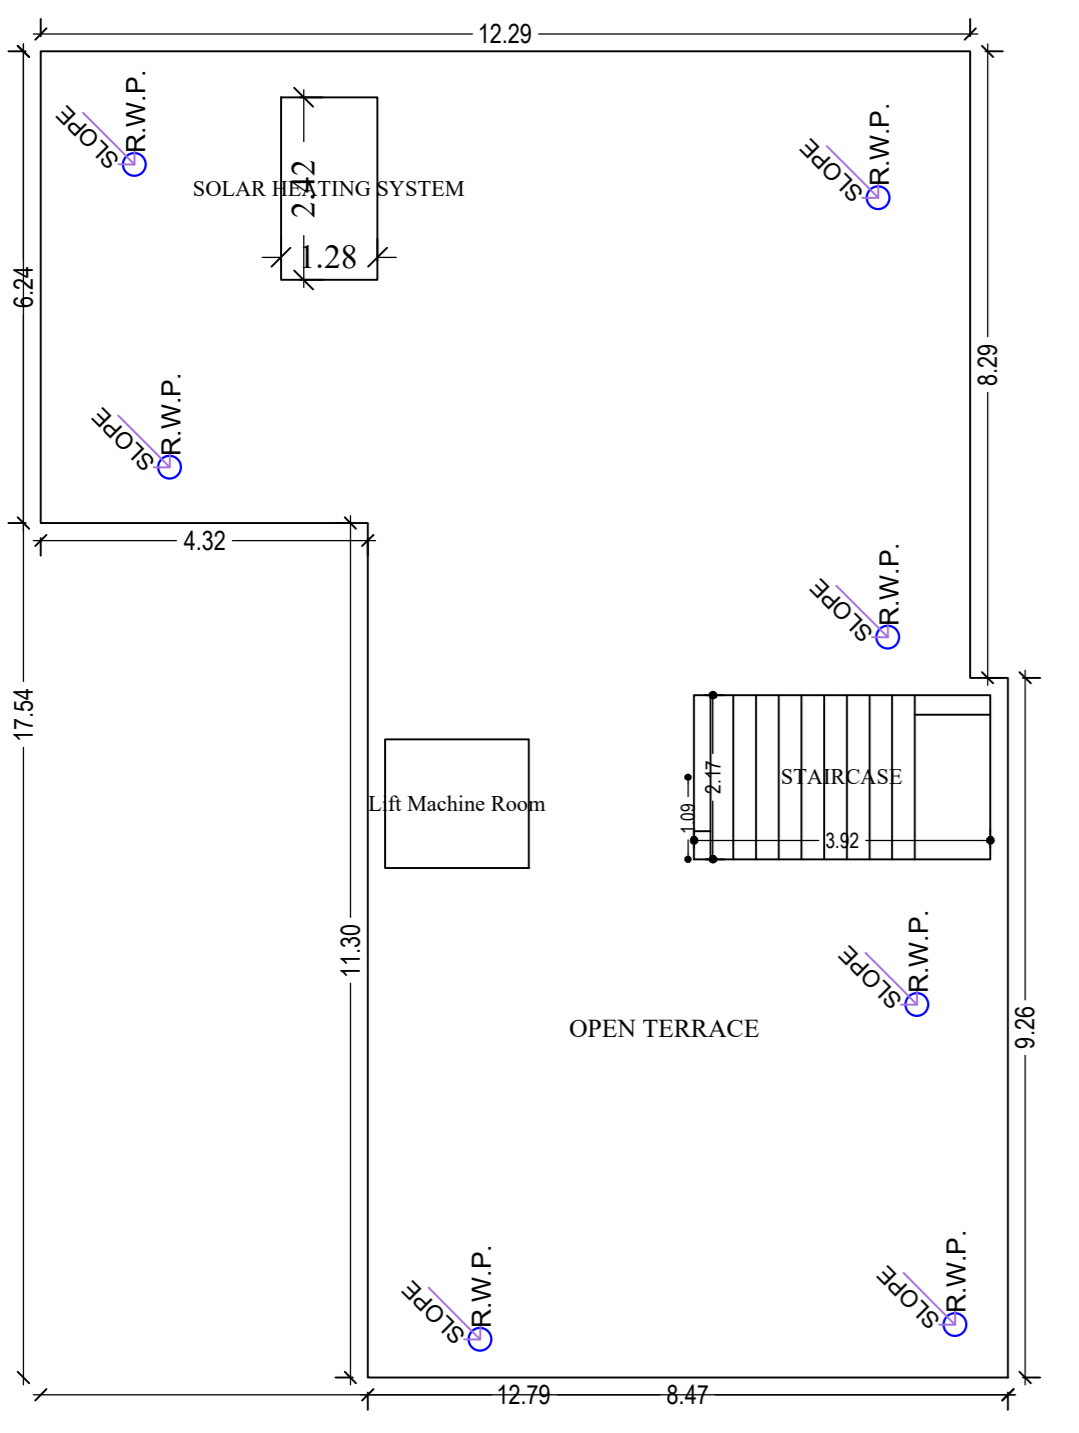 12.29
R.W.P.
SLOPE
R.W.P.
SLOPE
SOLAR HEATING SYSTEM
2.42
1.28
6.24
8.29
R.W.P.
SLOPE
4.32
R.W.P.
SLOPE
17.54
STAIRCASE
2.17
1.09
3.92
Lift Machine Room
11.30
R.W.P.
SLOPE
OPEN TERRACE
9.26
R.W.P.
SLOPE
R.W.P.
SLOPE
12.79
8.47